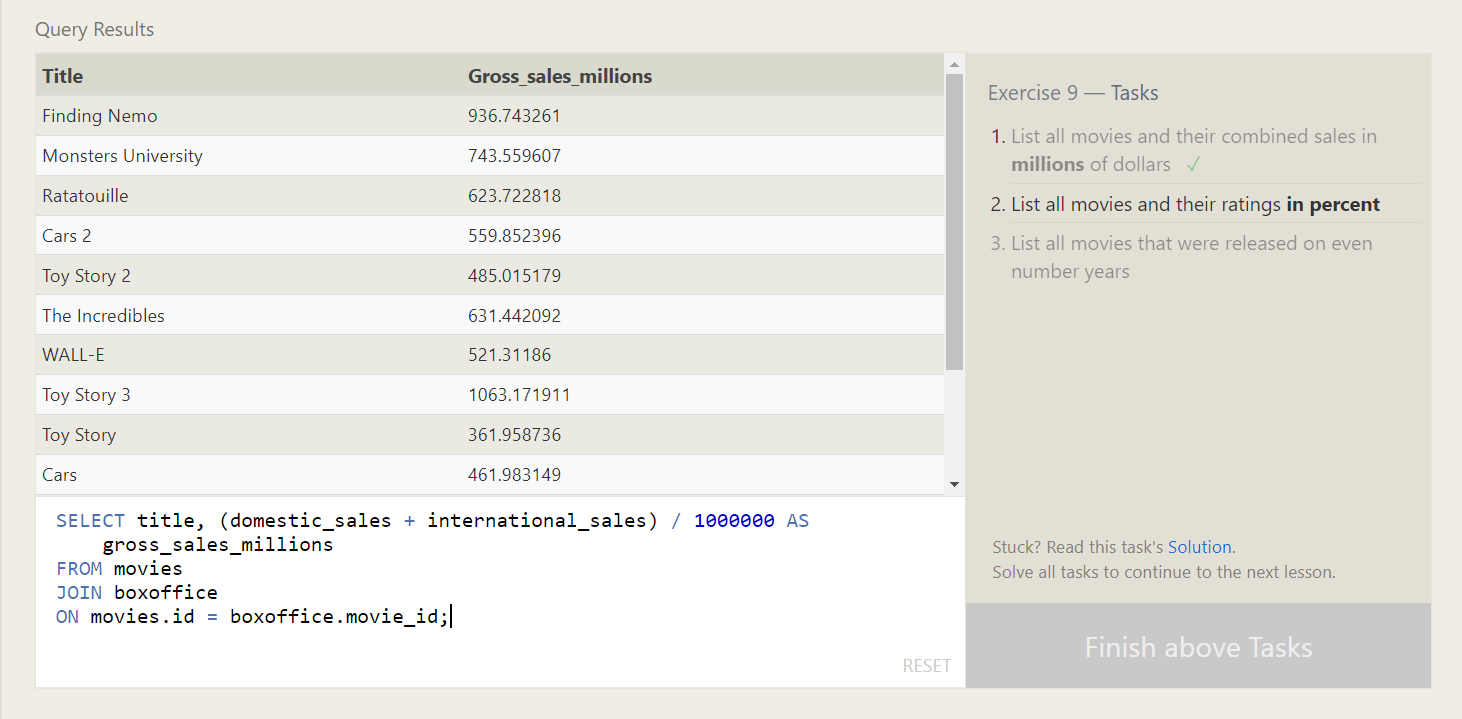 Query Results
Title Gross_sales_millions
Finding Nemo 936.743261
Monsters University 743.559607
Ratatouille 623.722818
Cars 2 559.852396
Toy Story 2 485.015179
The Incredibles 631.442092
WALL-E 521.31186
Toy Story 3 1063.171911
Toy Story 361.958736
Cars 461.983149
SELECT title, (domestic_sales + international_sales) / 1000000 AS
gross_sales_millions
FROM movies
JOIN boxoffice
ON movies.id = boxoffice.movie_id;
RESET
Exercise 9 — Tasks
1. List all movies and their combined sales in
millions of dollars ✓
2. List all movies and their ratings in percent
3. List all movies that were released on even
number years
Stuck? Read this task's Solution.
Solve all tasks to continue to the next lesson.
Finish above Tasks